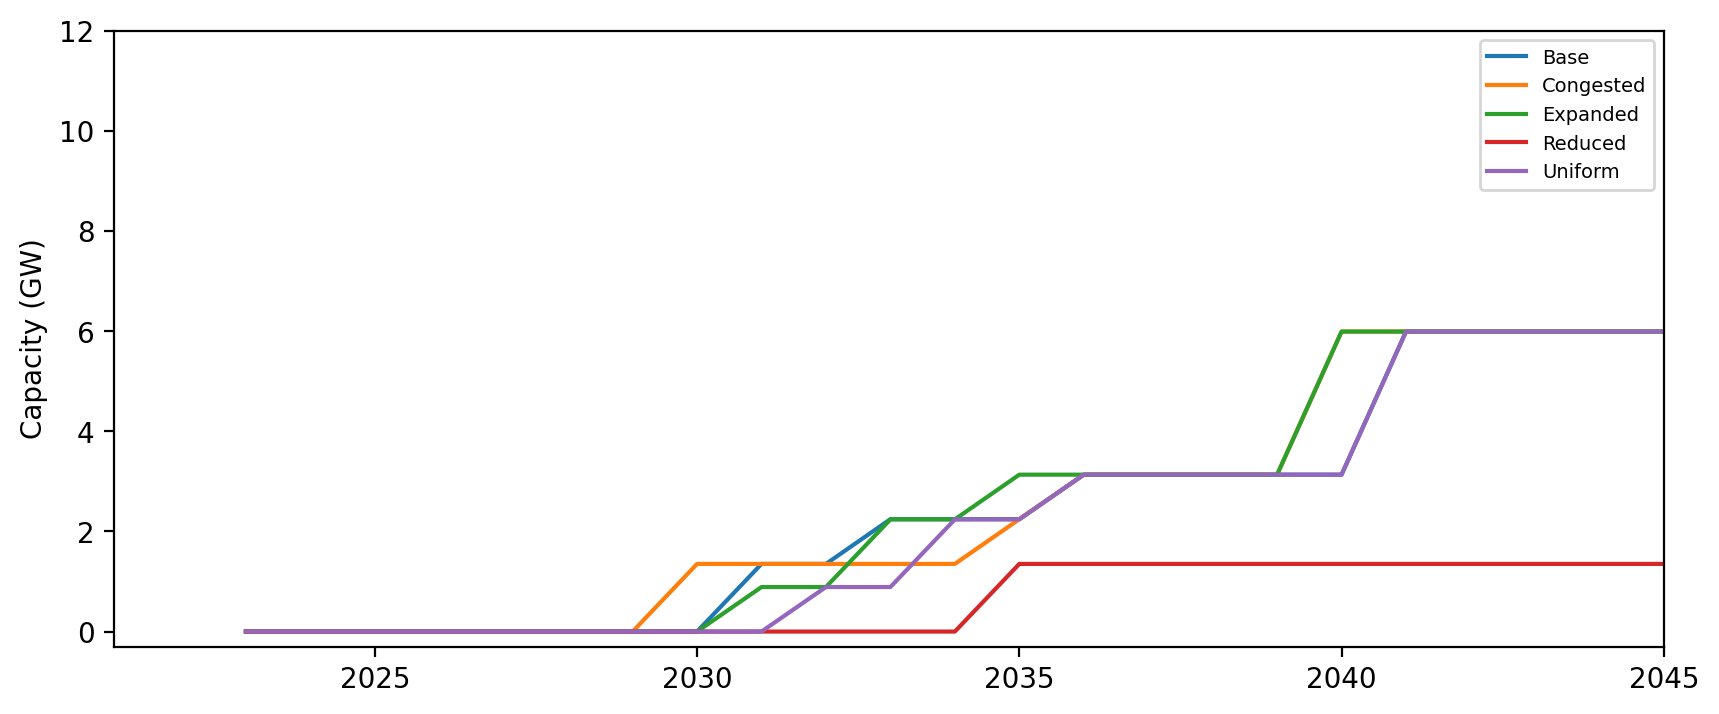 12
10
8
6
4
2
0
Capacity (GW)
Base
Congested
Expanded
Reduced
Uniform
2025 2030 2035 2040 2045